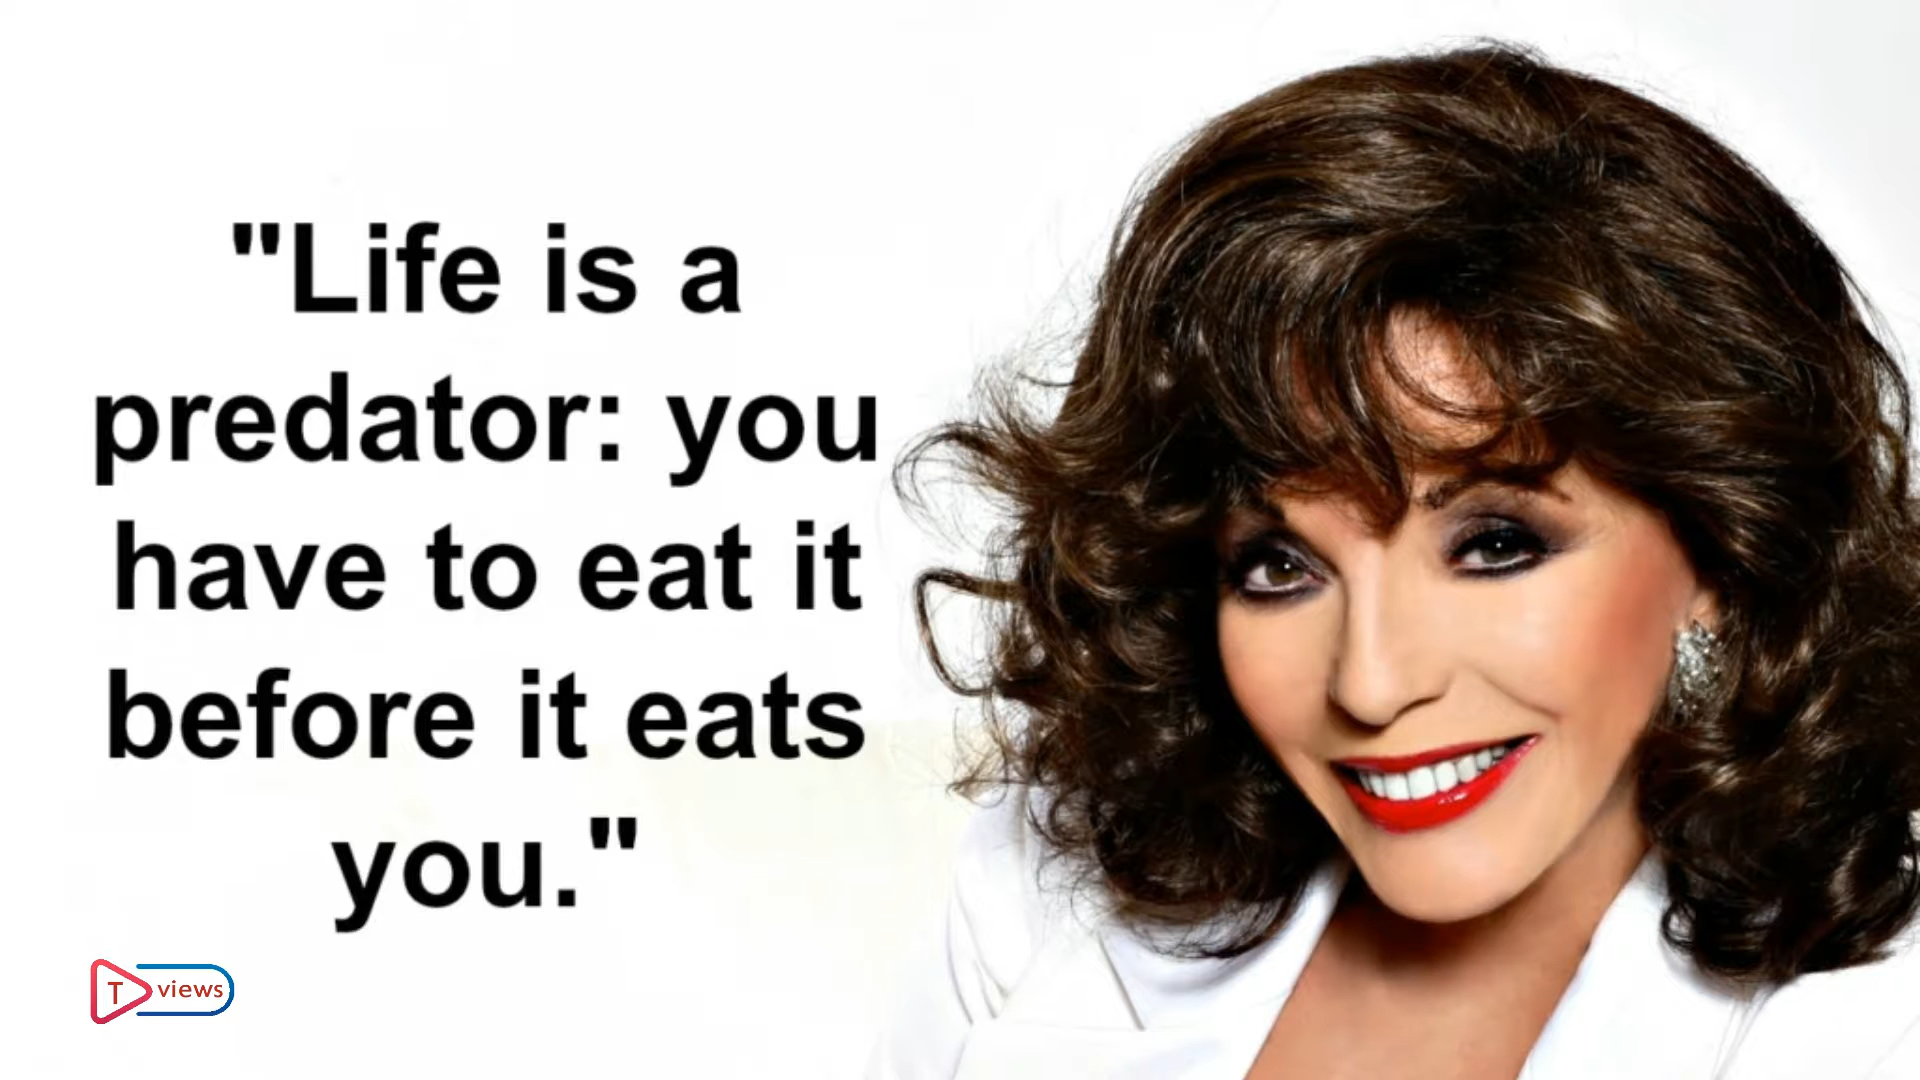 "Life is a
predator: you
have to eat it
before it eats
you."
T views